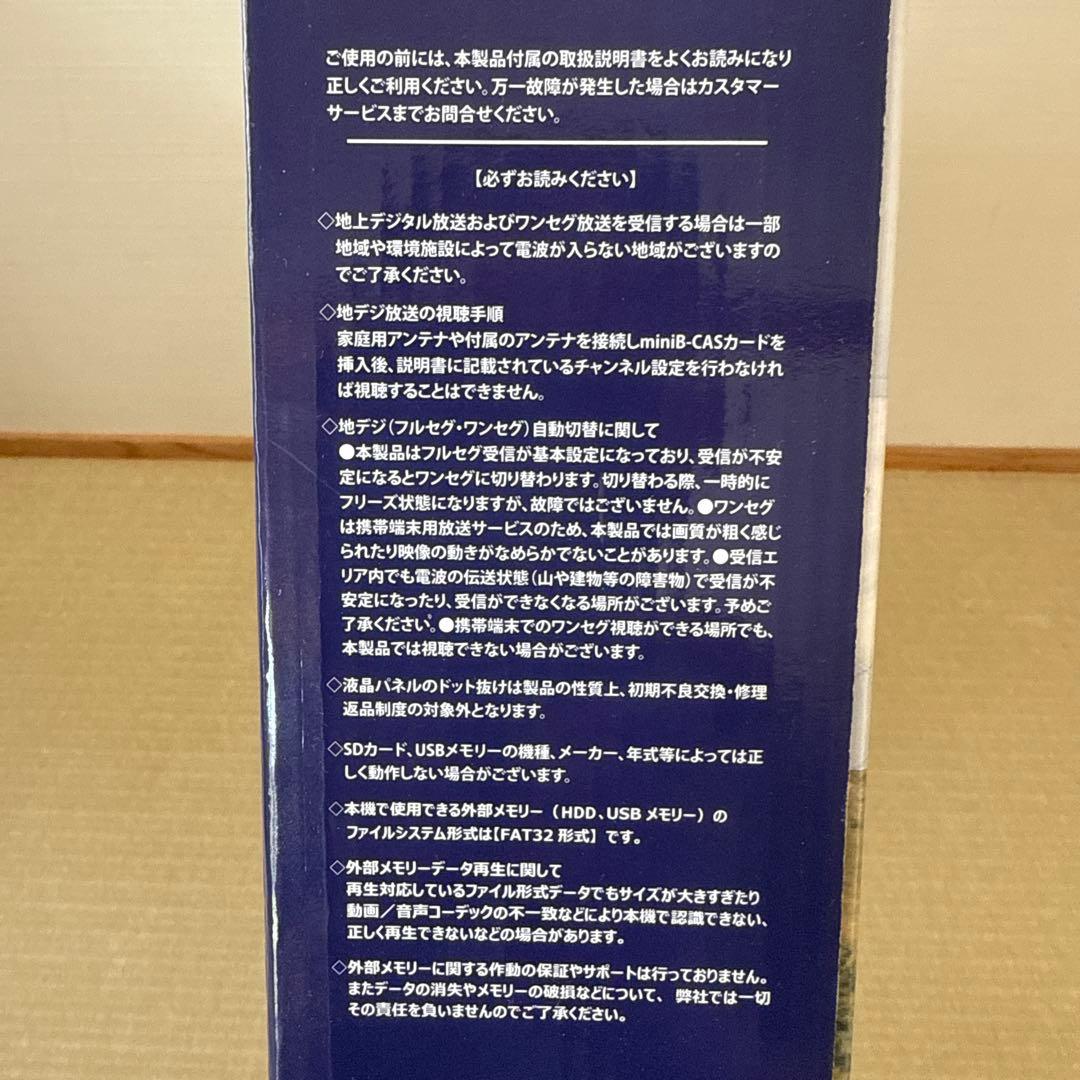 ご使用の前には、本製品付属の取扱説明書をよくお読みになり
正しくご利用ください。万一故障が発生した場合はカスタマー
サービスまでお問合せください。
【必ずお読みください】
◇地上デジタル放送およびワンセグ放送を受信する場合は一部
地域や環境施設によって電波が入らない地域がございますの
でご了承ください。
◇地デジ放送の視聴手順
家庭用アンテナや付属のアンテナを接続しminiB-CASカードを
挿入後、説明書に記載されているチャンネル設定を行わなけれ
ば視聴することはできません。
◇地デジ(フルセグ・ワンセグ)自動切替に関して
●本製品はフルセグ受信が基本設定になっており、受信が不安
定になるとワンセグに切り替わります。切り替わる際、一時的に
フリーズ状態になりますが、故障ではございません。●ワンセグ
は携帯端末用放送サービスのため、本製品では画質が粗く感じ
られたり映像の動きがなめらかでないことがあります。●受信エ
リア内でも電波の伝送状態(山や建物等の障害物)で受信が不
安定になったり、受信ができなくなる場所がございます。予めご
了承ください。●携帯端末でのワンセグ視聴ができる場所でも、
本製品では視聴できない場合がございます。
◇液晶パネルのドット抜けは製品の性質上、初期不良交換・修理
返品制度の対象外となります。
◇SDカード、USBメモリーの機種、メーカー、年式等によっては正
しく動作しない場合がございます。
◇本機で使用できる外部メモリー(HDD、USBメモリー)の
ファイルシステム形式は【FAT32形式】です。
◇外部メモリーデータ再生に関して
再生対応しているファイル形式データでもサイズが大きすぎたり
動画/音声コーデックの不一致などにより本機で認識できない、
正しく再生できないなどの場合があります。
◇外部メモリーに関する作動の保証やサポートは行っておりません。
またデータの消失やメモリーの破損などについて、弊社では一切
その責任を負いませんのでご了承ください。